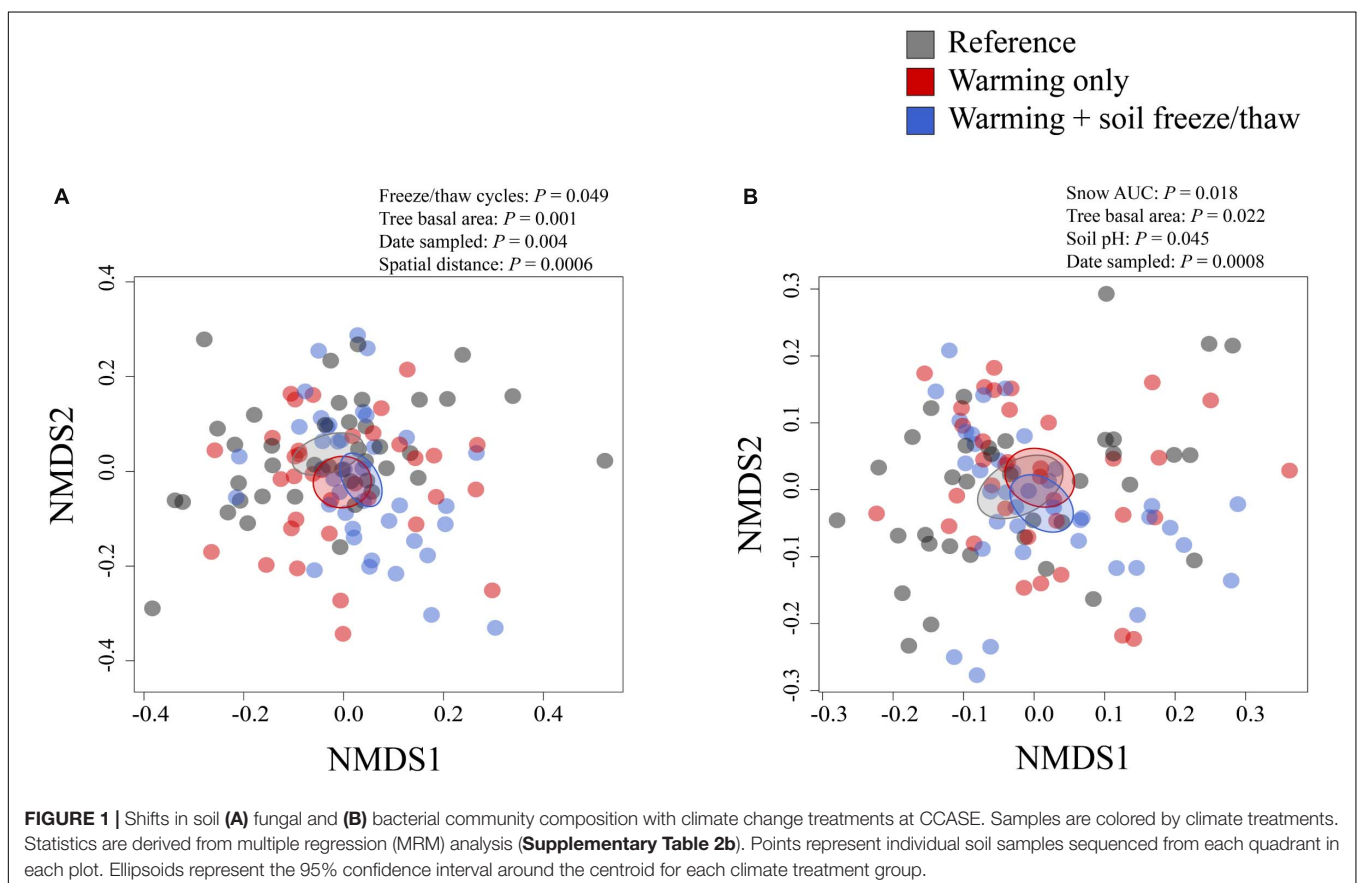 Reference
Warming only
Warming + soil freeze/thaw
A
Freeze/thaw cycles: P = 0.049
Tree basal area: P = 0.001
Date sampled: P = 0.004
Spatial distance: P = 0.0006
0.4
0.2
0.0
-0.2
-0.4
NMDS2
-0.4
-0.2
0.0
0.2
0.4
NMDS1
B
Snow AUC: P = 0.018
Tree basal area: P = 0.022
Soil pH: P = 0.045
Date sampled: P = 0.0008
0.3
0.2
0.1
0.0
-0.1
-0.2
-0.3
NMDS2
-0.3
-0.2
-0.1
0.0
0.1
0.2
0.3
NMDS1
FIGURE 1 | Shifts in soil (A) fungal and (B) bacterial community composition with climate change treatments at CCASE. Samples are colored by climate treatments.
Statistics are derived from multiple regression (MRM) analysis (Supplementary Table 2b). Points represent individual soil samples sequenced from each quadrant in
each plot. Ellipsoids represent the 95% confidence interval around the centroid for each climate treatment group.